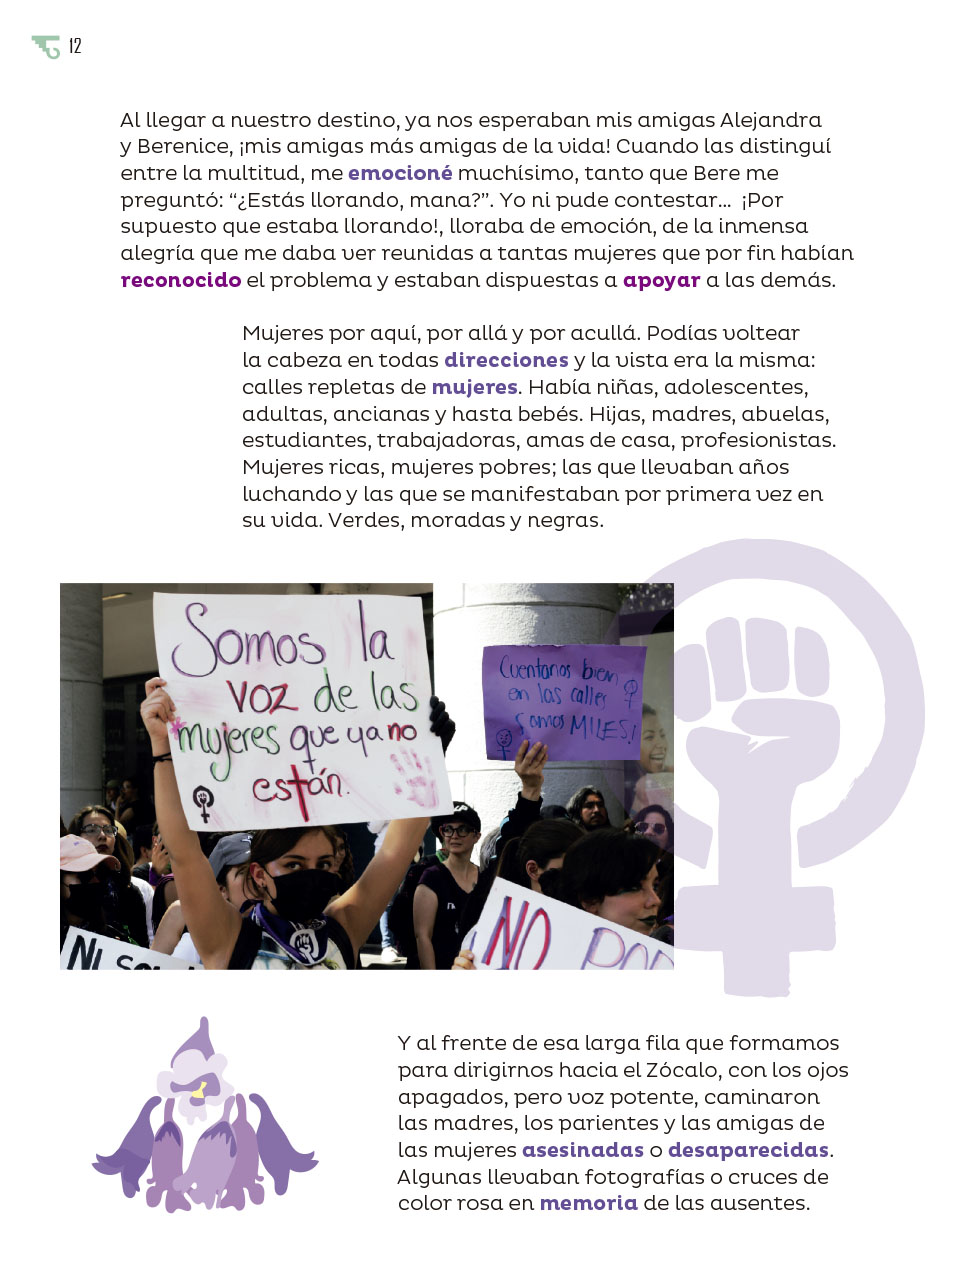 12
Al llegar a nuestro destino, ya nos esperaban mis amigas Alejandra
y Berenice, ¡mis amigas más amigas de la vida! Cuando las distinguí
entre la multitud, me emocioné muchísimo, tanto que Bere me
preguntó: “¿Estás llorando, mana?”. Yo ni pude contestar... ¡Por
supuesto que estaba llorando!, lloraba de emoción, de la inmensa
alegría que me daba ver reunidas a tantas mujeres que por fin habían
reconocido el problema y estaban dispuestas a apoyar a las demás.
Mujeres por aquí, por allá y por acullá. Podías voltear
la cabeza en todas direcciones y la vista era la misma:
calles repletas de mujeres. Había niñas, adolescentes,
adultas, ancianas y hasta bebés. Hijas, madres, abuelas,
estudiantes, trabajadoras, amas de casa, profesionistas.
Mujeres ricas, mujeres pobres; las que llevaban años
luchando y las que se manifestaban por primera vez en
su vida. Verdes, moradas y negras.
Somos la
voz de las
mujeres que ya no
están.
Cuentanos bien
en las calles
somos MILES!
NI SO
¡NO POD
Y al frente de esa larga fila que formamos
para dirigirnos hacia el Zócalo, con los ojos
apagados, pero voz potente, caminaron
las madres, los parientes y las amigas de
las mujeres asesinadas o desaparecidas.
Algunas llevaban fotografías o cruces de
color rosa en memoria de las ausentes.